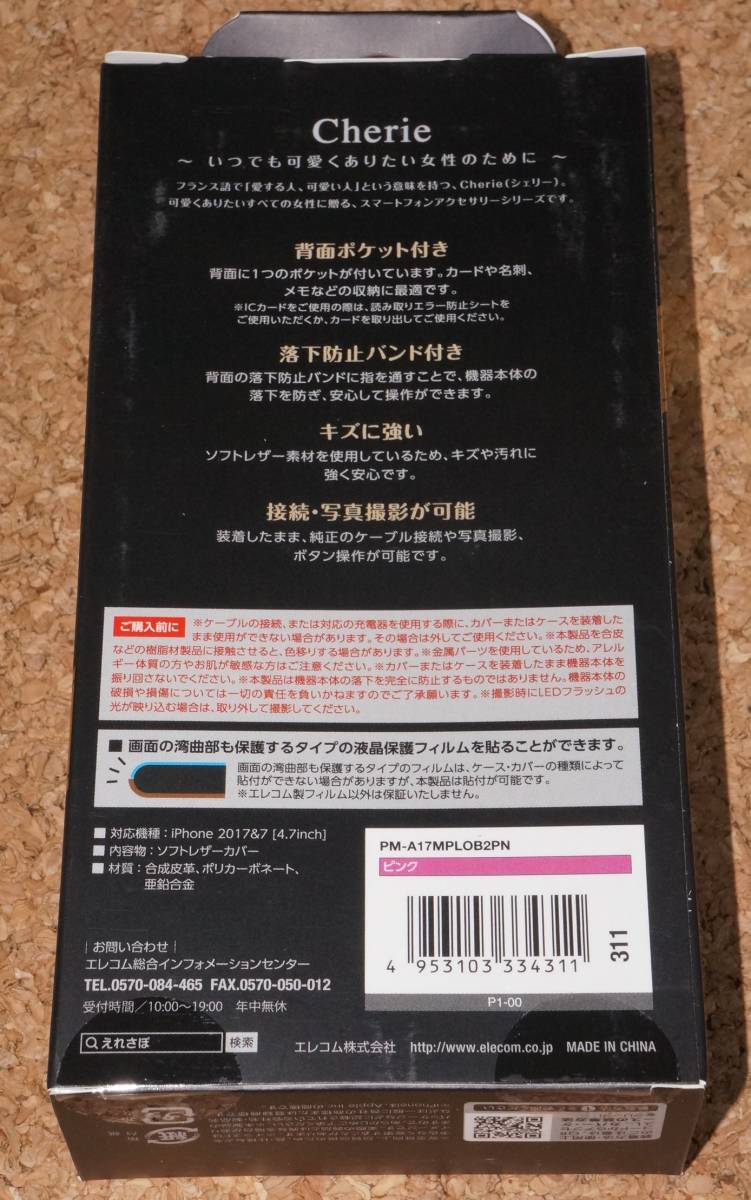 Cherie
～ いつでも可愛くありたい女性のために ～
フランス語で「愛する人、可愛い人」という意味を持つ、Cherie(シェリー)。
可愛くありたいすべての女性に贈る、スマートフォンアクセサリーシリーズです。
背面ポケット付き
背面に1つのポケットが付いています。カードや名刺、
メモなどの収納に最適です。
※ICカードをご使用の際は、読み取りエラー防止シートを
ご使用いただくか、カードを取り出してご使用ください。
落下防止バンド付き
背面の落下防止バンドに指を通すことで、機器本体の
落下を防ぎ、安心して操作ができます。
キズに強い
ソフトレザー素材を使用しているため、キズや汚れに
強く安心です。
接続・写真撮影が可能
装着したまま、純正のケーブル接続や写真撮影、
ボタン操作が可能です。
ご購入前に ※ケーブルの接続、または対応の充電器を使用する際に、カバーまたはケースを装着した
まま使用ができない場合があります。その場合は外してご使用ください。※本製品を合皮
などの樹脂材製品に接触させると、色移りする場合があります。※金属パーツを使用しているため、アレル
ギー体質の方やお肌が敏感な方はご注意ください。※カバーまたはケースを装着したまま機器本体を
振り回さないでください。※本製品は機器本体の落下を完全に防止するものではありません。機器本体の
破損や損傷については一切の責任を負いかねますのでご了承願います。※撮影時にLEDフラッシュの
光が映り込む場合は、取り外して撮影してください。
■ 画面の湾曲部も保護するタイプの液晶保護フィルムを貼ることができます。
画面の湾曲部も保護するタイプのフィルムは、ケース・カバーの種類によって
貼付ができない場合がありますが、本製品は貼付が可能です。
※エレコム製フィルム以外は保証いたしません。
■ 対応機種：iPhone 2017&7 [4.7inch]
■ 内容物：ソフトレザーカバー
■ 材質：合成皮革、ポリカーボネート、
亜鉛合金
PM-A17MPLOB2PN
ピンク
4 953103 334311
311
P1-00
お問い合わせ
エレコム総合インフォメーションセンター
TEL.0570-084-465 FAX.0570-050-012
受付時間／10:00〜19:00 年中無休
えれさぽ 検索
エレコム株式会社 http://www.elecom.co.jp MADE IN CHINA